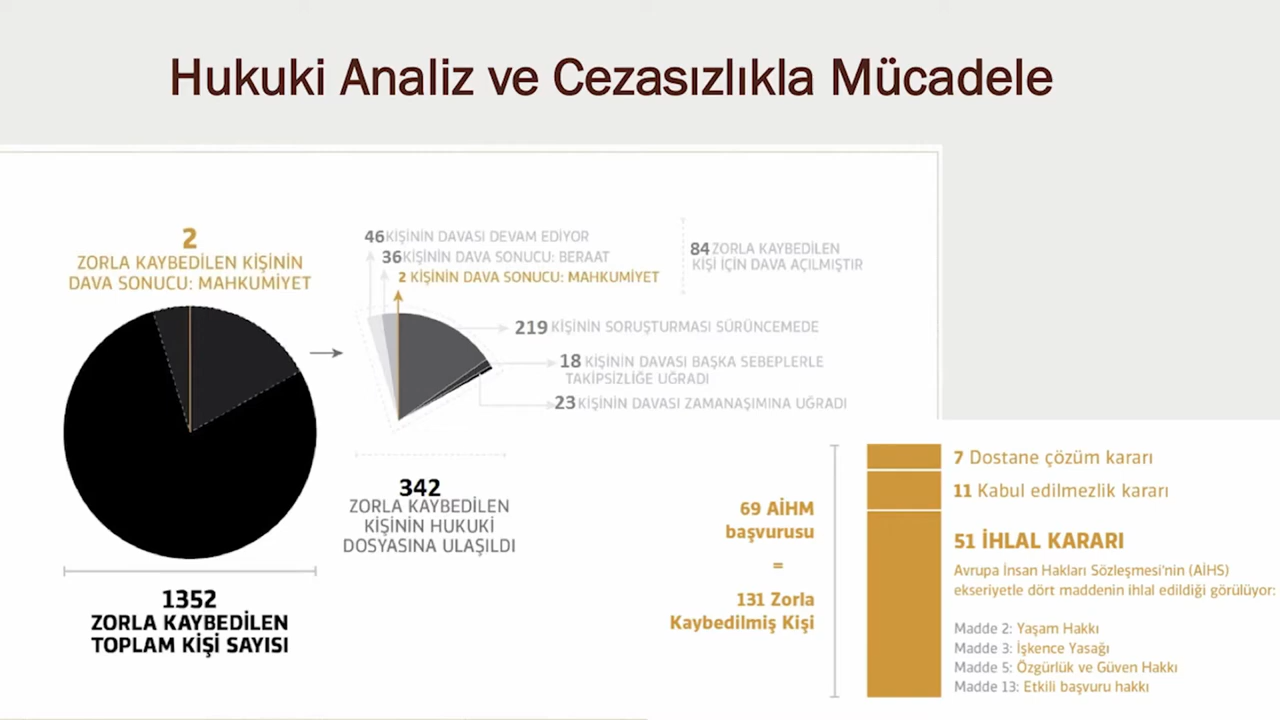 Hukuki Analiz ve Cezasızlıkla Mücadele
2
ZORLA KAYBEDİLEN KİŞİNİN
DAVA SONUCU: MAHKUMİYET
1352
ZORLA KAYBEDİLEN
TOPLAM KİŞİ SAYISI
46 KİŞİNİN DAVASI DEVAM EDİYOR
36 KİŞİNİN DAVA SONUCU: BERAAT
2 KİŞİNİN DAVA SONUCU: MAHKUMİYET
84 ZORLA KAYBEDİLEN
KİŞİ İÇİN DAVA AÇILMIŞTIR
219 KİŞİNİN SORUŞTURMASI SÜRÜNCEMEDE
18 KİŞİNİN DAVASI BAŞKA SEBEPLERLE
TAKİPSİZLİĞE UĞRADI
23 KİŞİNİN DAVASI ZAMANAŞIMINA UĞRADI
342
ZORLA KAYBEDİLEN
KİŞİNİN HUKUKİ
DOSYASINA ULAŞILDI
69 AİHM
başvurusu
=
131 Zorla
Kaybedilmiş Kişi
7 Dostane çözüm kararı
11 Kabul edilmezlik kararı
51 İHLAL KARARI
Avrupa İnsan Hakları Sözleşmesi'nin (AİHS)
ekseriyetle dört maddenin ihlal edildiği görülüyor:
Madde 2: Yaşam Hakkı
Madde 3: İşkence Yasağı
Madde 5: Özgürlük ve Güven Hakkı
Madde 13: Etkili başvuru hakkı